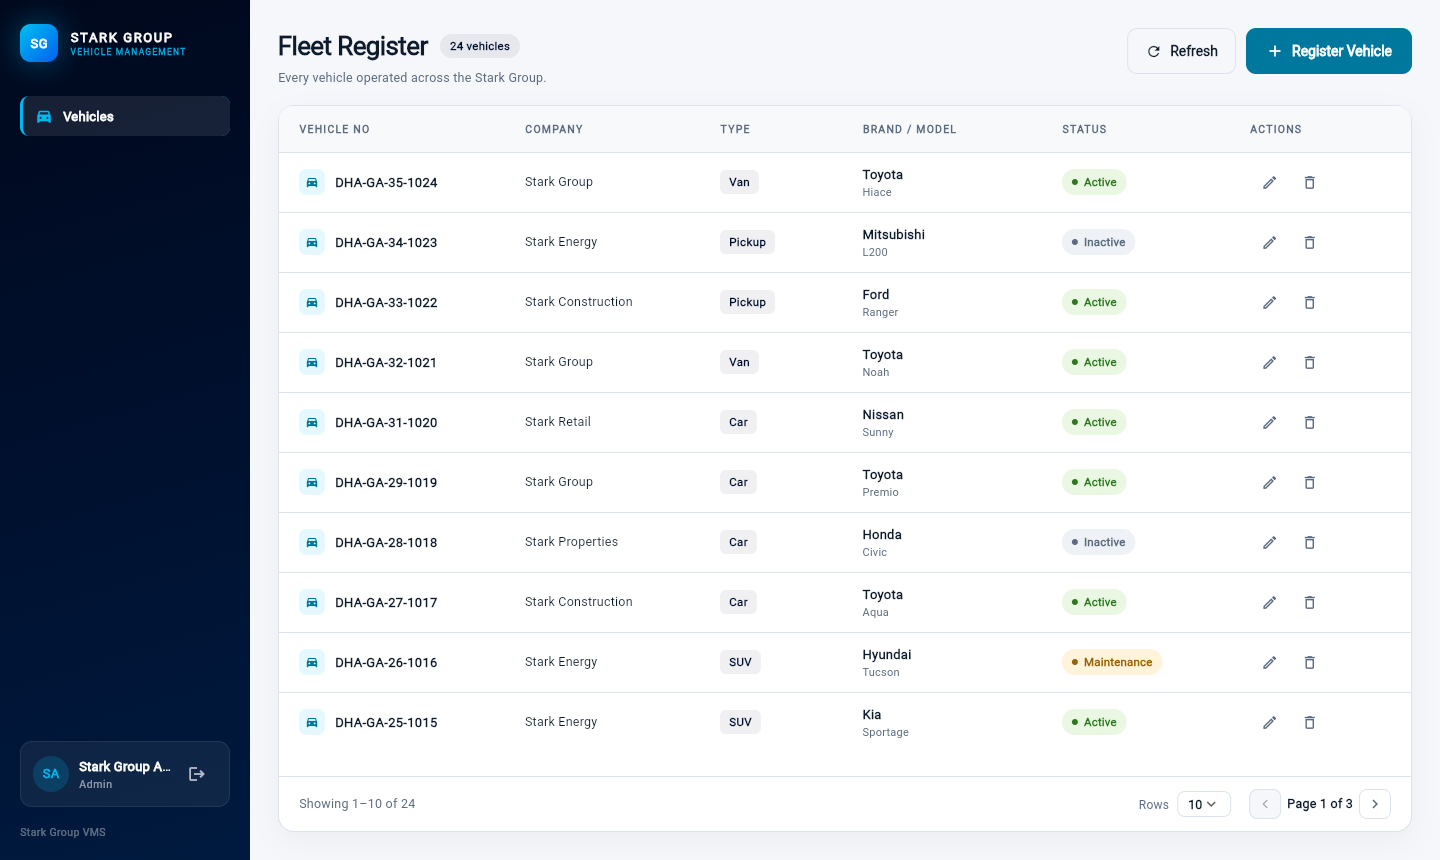 SG
STARK GROUP
VEHICLE MANAGEMENT
Vehicles
SA
Stark Group A...
Admin
Stark Group VMS
Fleet Register
24 vehicles
Every vehicle operated across the Stark Group.
Refresh
Register Vehicle
VEHICLE NO COMPANY TYPE BRAND / MODEL STATUS ACTIONS
DHA-GA-35-1024 Stark Group Van Toyota Active
Hiace
DHA-GA-34-1023 Stark Energy Pickup Mitsubishi Inactive
L200
DHA-GA-33-1022 Stark Construction Pickup Ford Active
Ranger
DHA-GA-32-1021 Stark Group Van Toyota Active
Noah
DHA-GA-31-1020 Stark Retail Car Nissan Active
Sunny
DHA-GA-29-1019 Stark Group Car Toyota Active
Premio
DHA-GA-28-1018 Stark Properties Car Honda Inactive
Civic
DHA-GA-27-1017 Stark Construction Car Toyota Active
Aqua
DHA-GA-26-1016 Stark Energy SUV Hyundai Maintenance
Tucson
DHA-GA-25-1015 Stark Energy SUV Kia Active
Sportage
Showing 1–10 of 24 Rows 10 Page 1 of 3